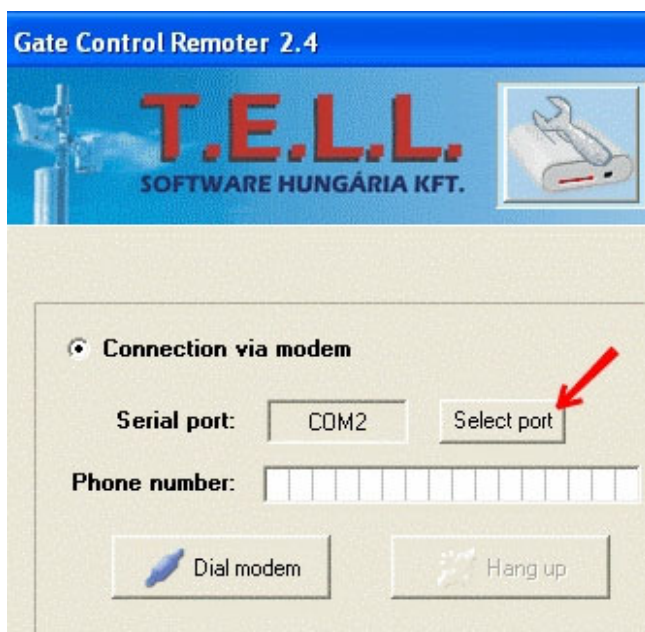 Gate Control Remoter 2.4
T.E.L.L.
SOFTWARE HUNGÁRIA KFT.
Connection via modem
Serial port: COM2 Select port
Phone number:
Dial modem Hang up